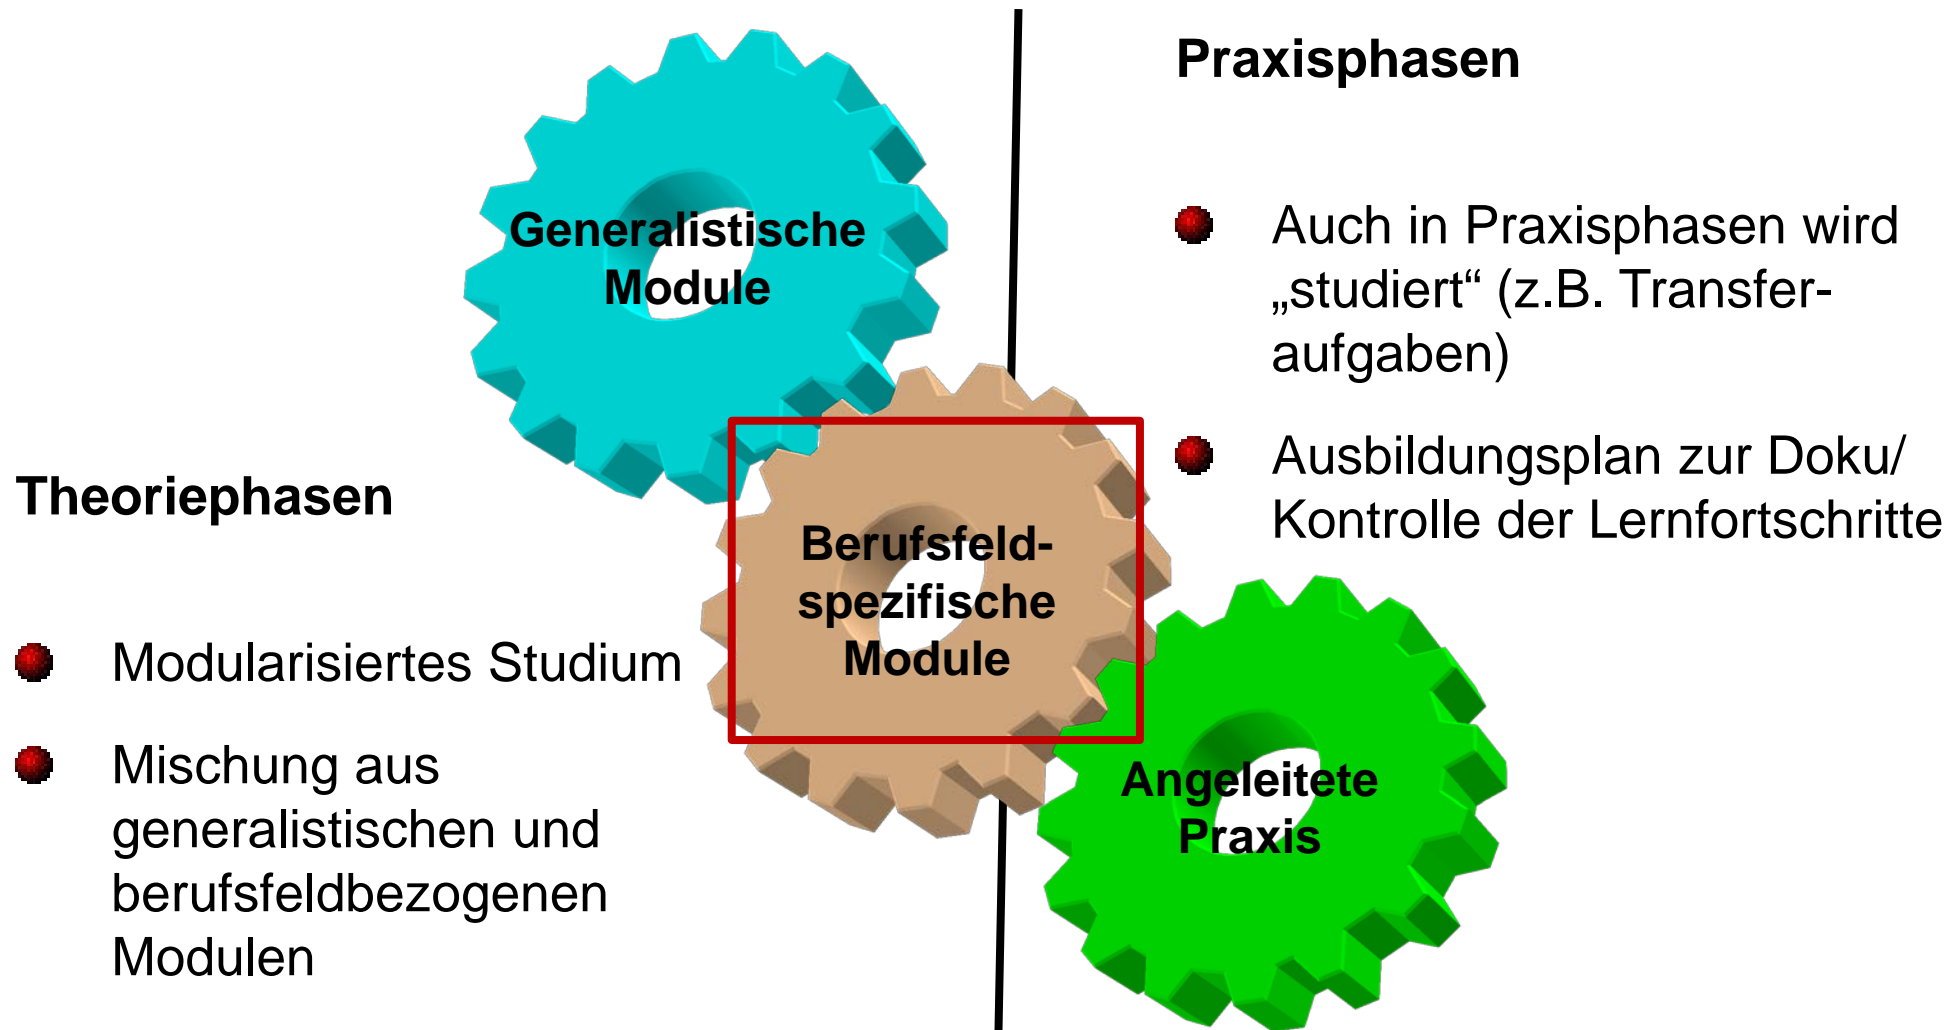 Praxisphasen
Auch in Praxisphasen wird
„studiert“ (z.B. Transfer-
aufgaben)
Ausbildungsplan zur Doku/
Kontrolle der Lernfortschritte
Generalistische
Module
Berufsfeld-
spezifische
Module
Angeleitete
Praxis
Theoriephasen
Modularisiertes Studium
Mischung aus
generalistischen und
berufsfeldbezogenen
Modulen